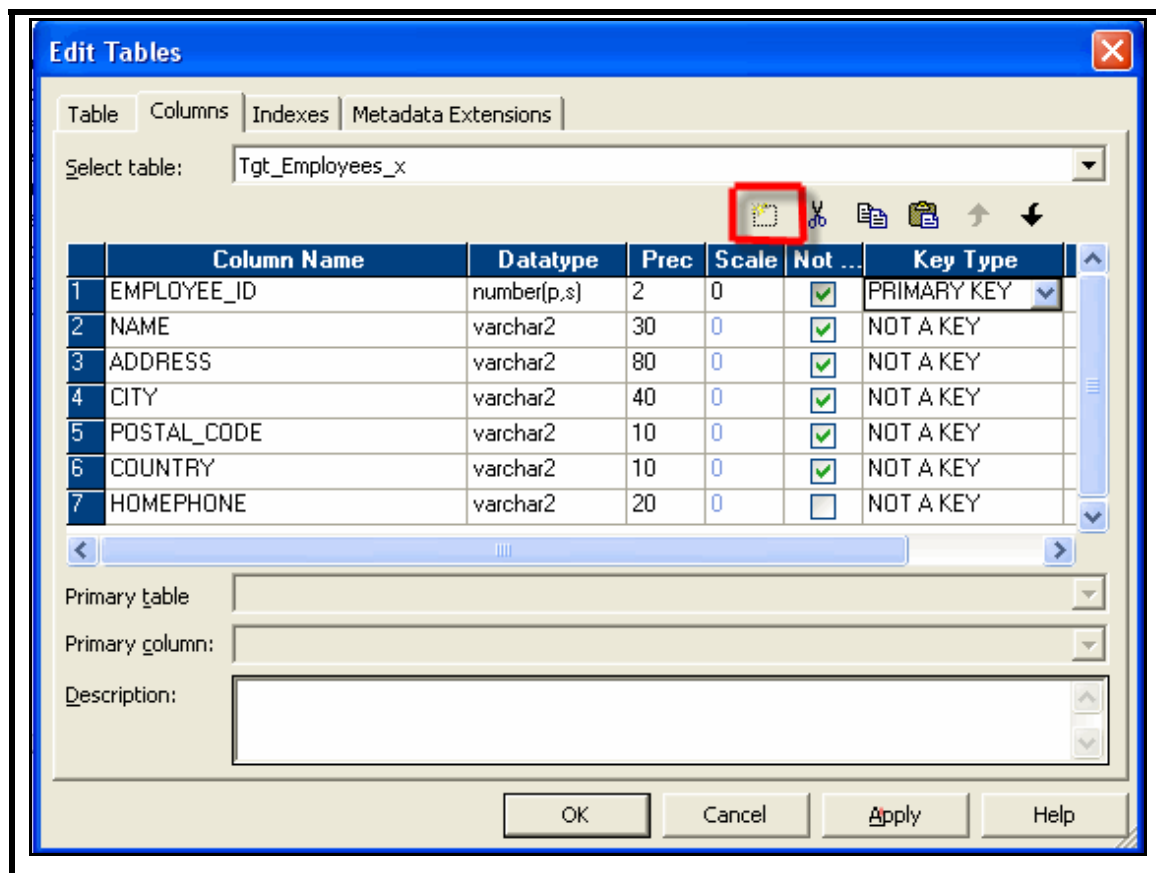 Edit Tables
Table Columns Indexes Metadata Extensions
Select table: Tgt_Employees_x
Column Name Datatype Prec Scale Not ... Key Type
1 EMPLOYEE_ID number(p,s) 2 0 PRIMARY KEY
2 NAME varchar2 30 0 NOT A KEY
3 ADDRESS varchar2 80 0 NOT A KEY
4 CITY varchar2 40 0 NOT A KEY
5 POSTAL_CODE varchar2 10 0 NOT A KEY
6 COUNTRY varchar2 10 0 NOT A KEY
7 HOMEPHONE varchar2 20 0 NOT A KEY
Primary table
Primary column:
Description:
OK Cancel Apply Help